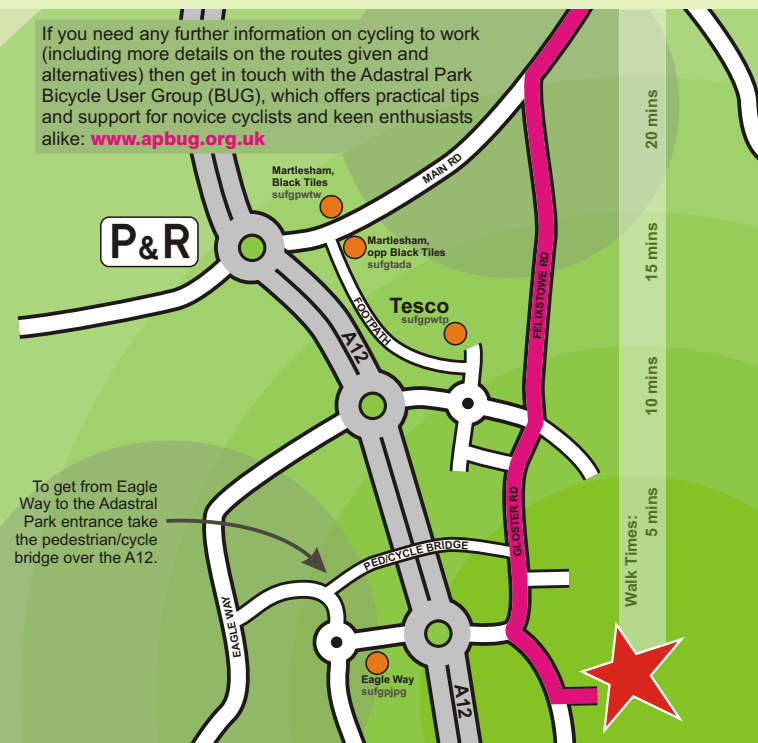 If you need any further information on cycling to work
(including more details on the routes given and
alternatives) then get in touch with the Adastral Park
Bicycle User Group (BUG), which offers practical tips
and support for novice cyclists and keen enthusiasts
alike: www.apbug.org.uk
20 mins
Martlesham,
Black Tiles
sufgpwtw
MAIN RD
P&R
Martlesham,
opp Black Tiles
sufgtada
15 mins
FELIXSTOWE RD
Tesco
sufgpwtp
FOOTPATH
A12
10 mins
To get from Eagle
Way to the Adastral
Park entrance take
the pedestrian/cycle
bridge over the A12.
5 mins
GLOSTER RD
PED/CYCLE BRIDGE
Walk Times:
EAGLE WAY
Eagle Way
sufgpjpg
A12